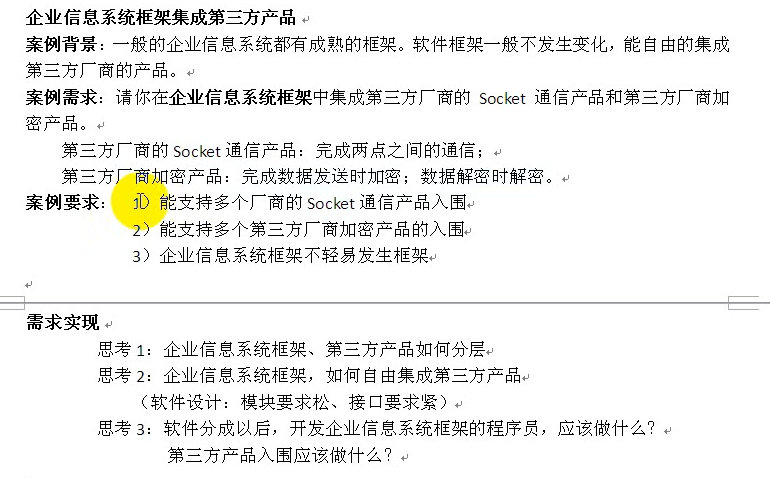 企业信息系统框架集成第三方产品
案例背景：一般的企业信息系统都有成熟的框架。软件框架一般不发生变化，能自由的集成
第三方厂商的产品。
案例需求：请你在企业信息系统框架中集成第三方厂商的 Socket 通信产品和第三方厂商加
密产品。
第三方厂商的 Socket 通信产品：完成两点之间的通信；
第三方厂商加密产品：完成数据发送时加密；数据解密时解密。
案例要求： 1）能支持多个厂商的 Socket 通信产品入围
2）能支持多个第三方厂商加密产品的入围
3）企业信息系统框架不轻易发生框架
需求实现
思考 1：企业信息系统框架、第三方产品如何分层
思考 2：企业信息系统框架，如何自由集成第三方产品
（软件设计：模块要求松、接口要求紧）
思考 3：软件分成以后，开发企业信息系统框架的程序员，应该做什么？
第三方产品入围应该做什么？